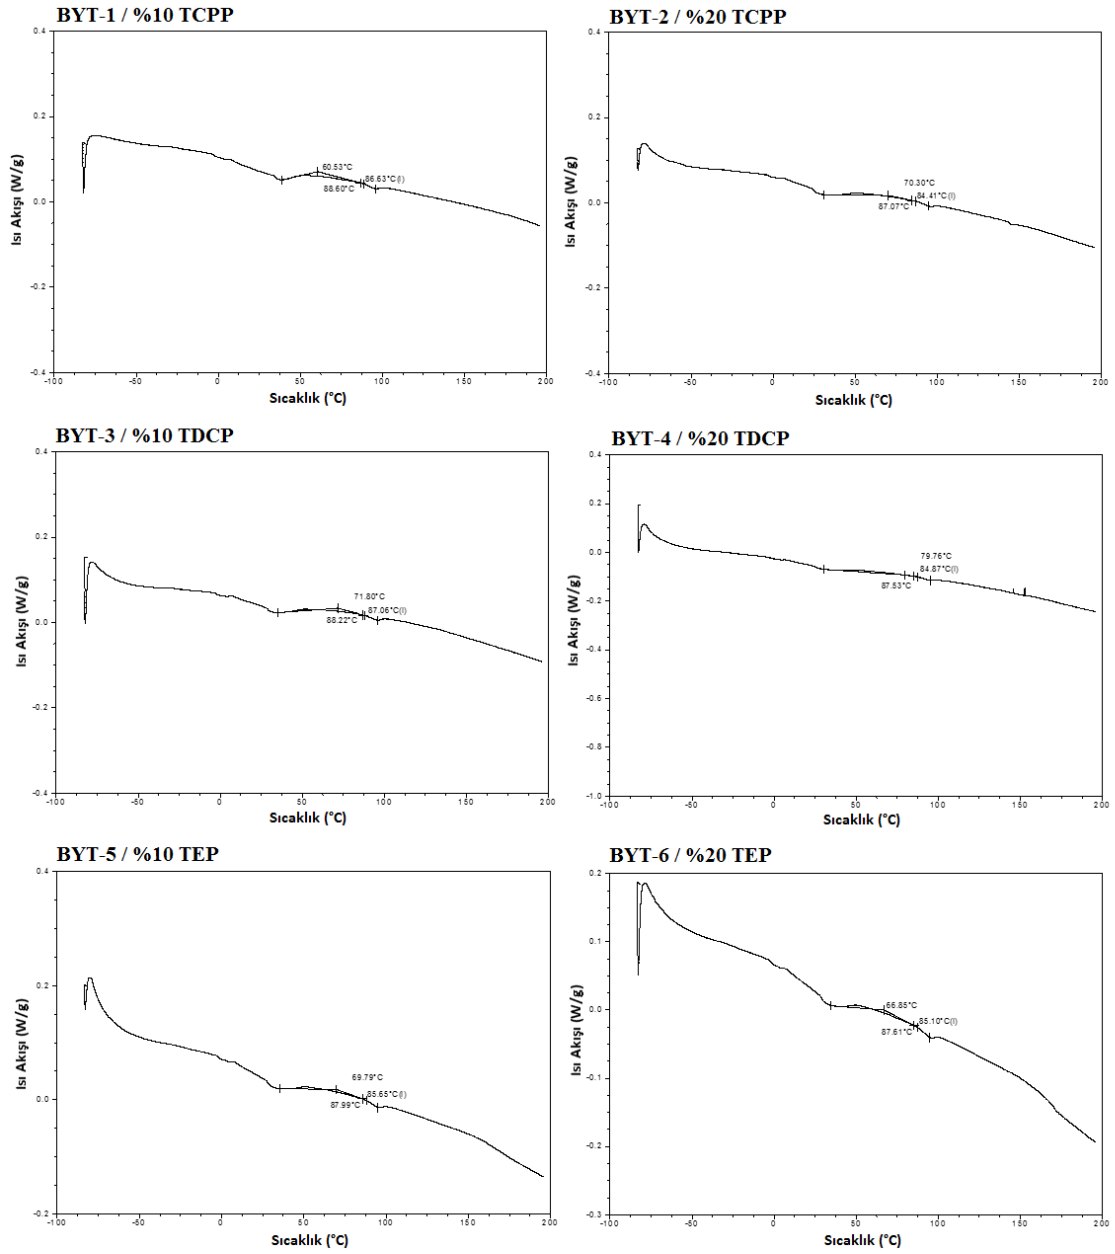 BYT-1 / %10 TCPP
0.4
0.2
0.0
-0.2
-0.4
Isı Akışı (W/g)
60.53°C
86.63°C(I)
88.60°C
-100
-50
0
50
100
150
200
Sıcaklık (°C)
BYT-2 / %20 TCPP
0.4
0.2
0.0
-0.2
-0.4
Isı Akışı (W/g)
70.30°C
84.41°C(I)
87.07°C
-100
-50
0
50
100
150
200
Sıcaklık (°C)
BYT-3 / %10 TDCP
0.4
0.2
0.0
-0.2
-0.4
Isı Akışı (W/g)
71.80°C
87.06°C(I)
88.22°C
-100
-50
0
50
100
150
200
Sıcaklık (°C)
BYT-4 / %20 TDCP
0.4
0.2
0.0
-0.2
-0.4
-0.6
-0.8
-1.0
Isı Akışı (W/g)
79.76°C
84.87°C(I)
87.53°C
-100
-50
0
50
100
150
200
Sıcaklık (°C)
BYT-5 / %10 TEP
0.4
0.2
0.0
-0.2
Isı Akışı (W/g)
69.79°C
85.65°C(I)
87.99°C
-100
-50
0
50
100
150
200
Sıcaklık (°C)
BYT-6 / %20 TEP
0.2
0.1
0.0
-0.1
-0.2
-0.3
Isı Akışı (W/g)
66.85°C
85.10°C(I)
87.61°C
-100
-50
0
50
100
150
200
Sıcaklık (°C)